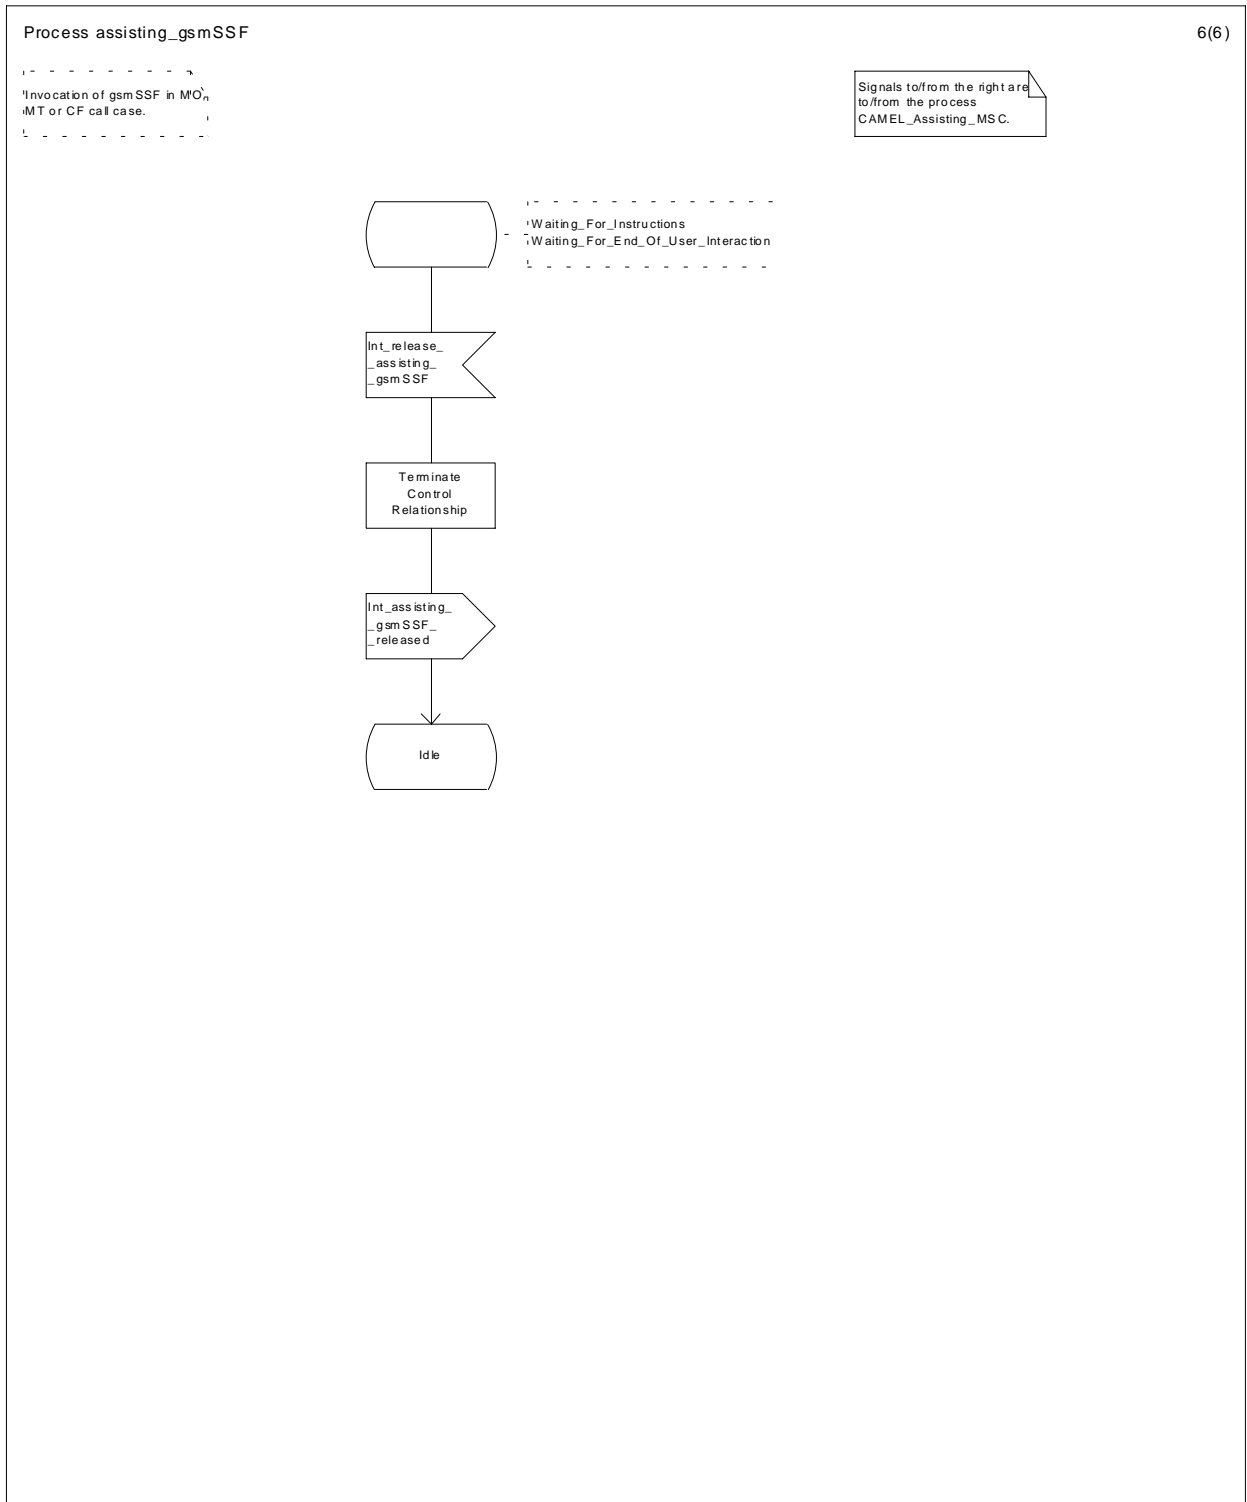 Process assisting_gsmSSF
6(6)
Invocation of gsmSSF in MO,
MT or CF call case.
Signals to/from the right are
to/from the process
CAMEL_Assisting_MSC.
Waiting_For_Instructions
Waiting_For_End_Of_User_Interaction
Int_release_
_assisting_
_gsmSSF
Terminate
Control
Relationship
Int_assisting_
_gsmSSF_
_released
Idle